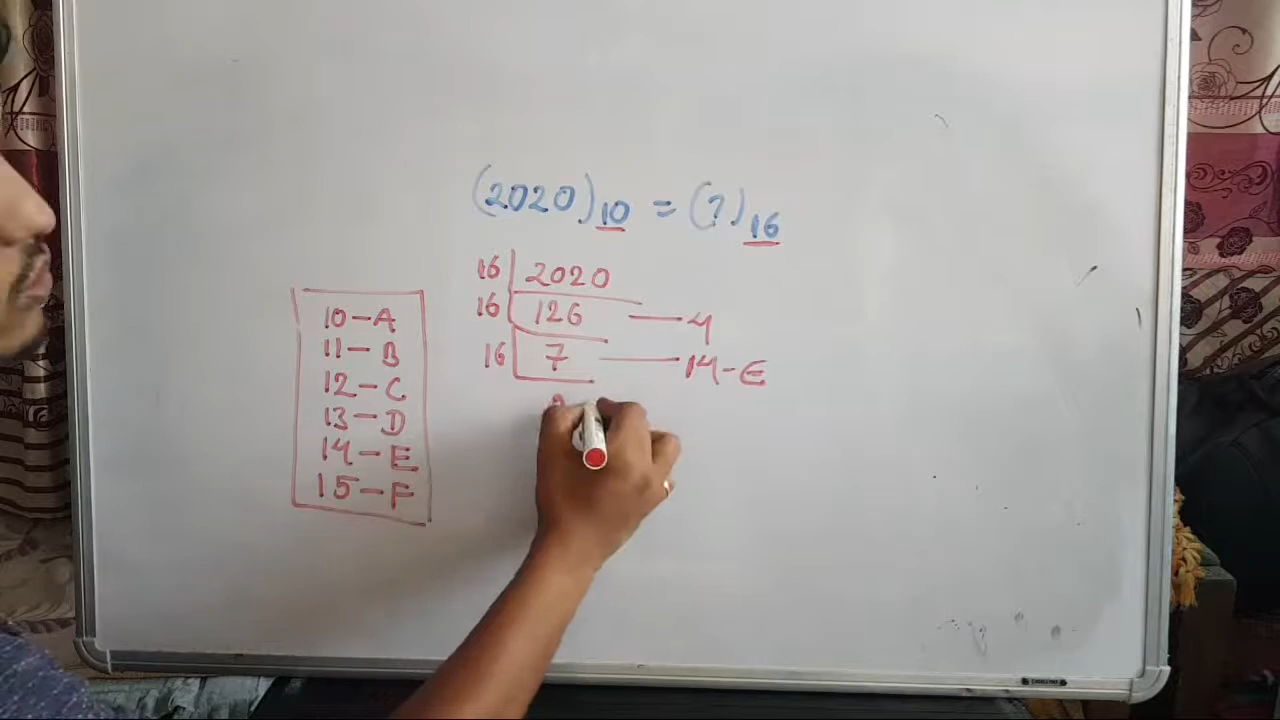 (2020)10 = (?)16
16 2020
16 126 — 4
16 7 — 14-E
10-A
11-B
12-C
13-D
14-E
15-F